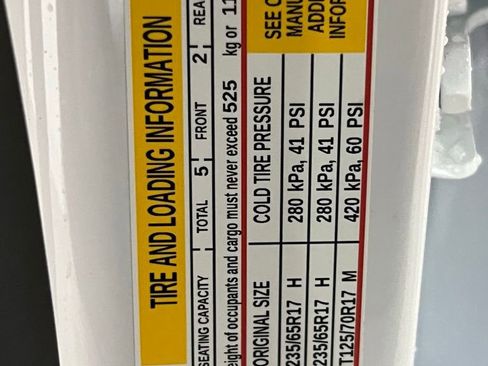 TIRE AND LOADING INFORMATION
SEATING CAPACITY TOTAL 5 FRONT 2 REA
eight of occupants and cargo must never exceed 525 kg or 11
ORIGINAL SIZE COLD TIRE PRESSURE
235/65R17 H 280 kPa, 41 PSI
235/65R17 H 280 kPa, 41 PSI
T125/70R17 M 420 kPa, 60 PSI
SEE O
MANU
ADDI
INFOR